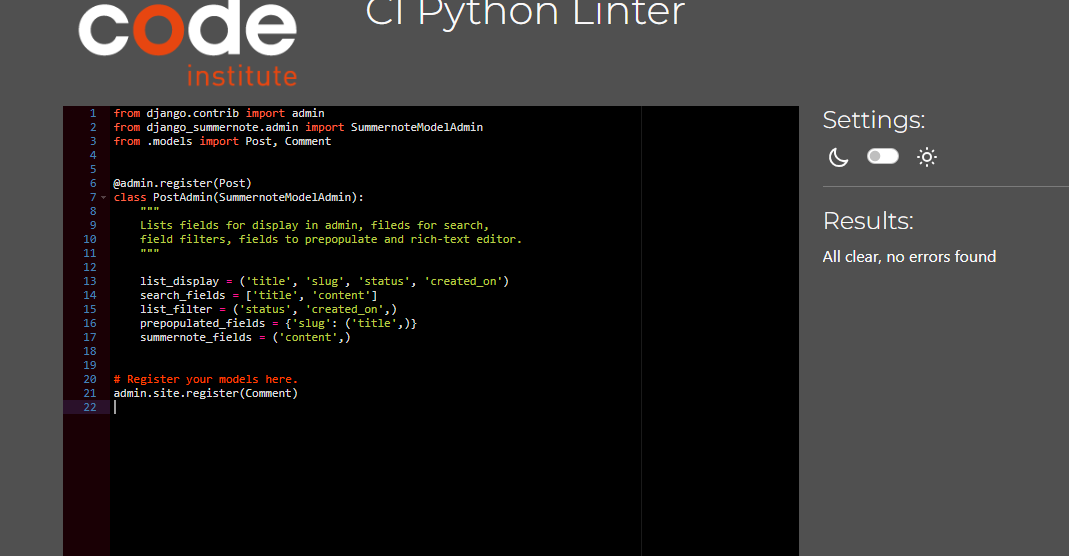 code
institute
CI Python Linter
1 from django.contrib import admin
2 from django_summernote.admin import SummernoteModelAdmin
3 from .models import Post, Comment
4
5
6 @admin.register(Post)
7 class PostAdmin(SummernoteModelAdmin):
8     """
9     Lists fields for display in admin, fileds for search,
10     field filters, fields to prepopulate and rich-text editor.
11     """
12
13     list_display = ('title', 'slug', 'status', 'created_on')
14     search_fields = ['title', 'content']
15     list_filter = ('status', 'created_on',)
16     prepopulated_fields = {'slug': ('title',)}
17     summernote_fields = ('content',)
18
19
20 # Register your models here.
21 admin.site.register(Comment)
22
Settings:
Results:
All clear, no errors found